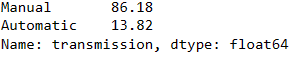 Manual 86.18
Automatic 13.82
Name: transmission, dtype: float64